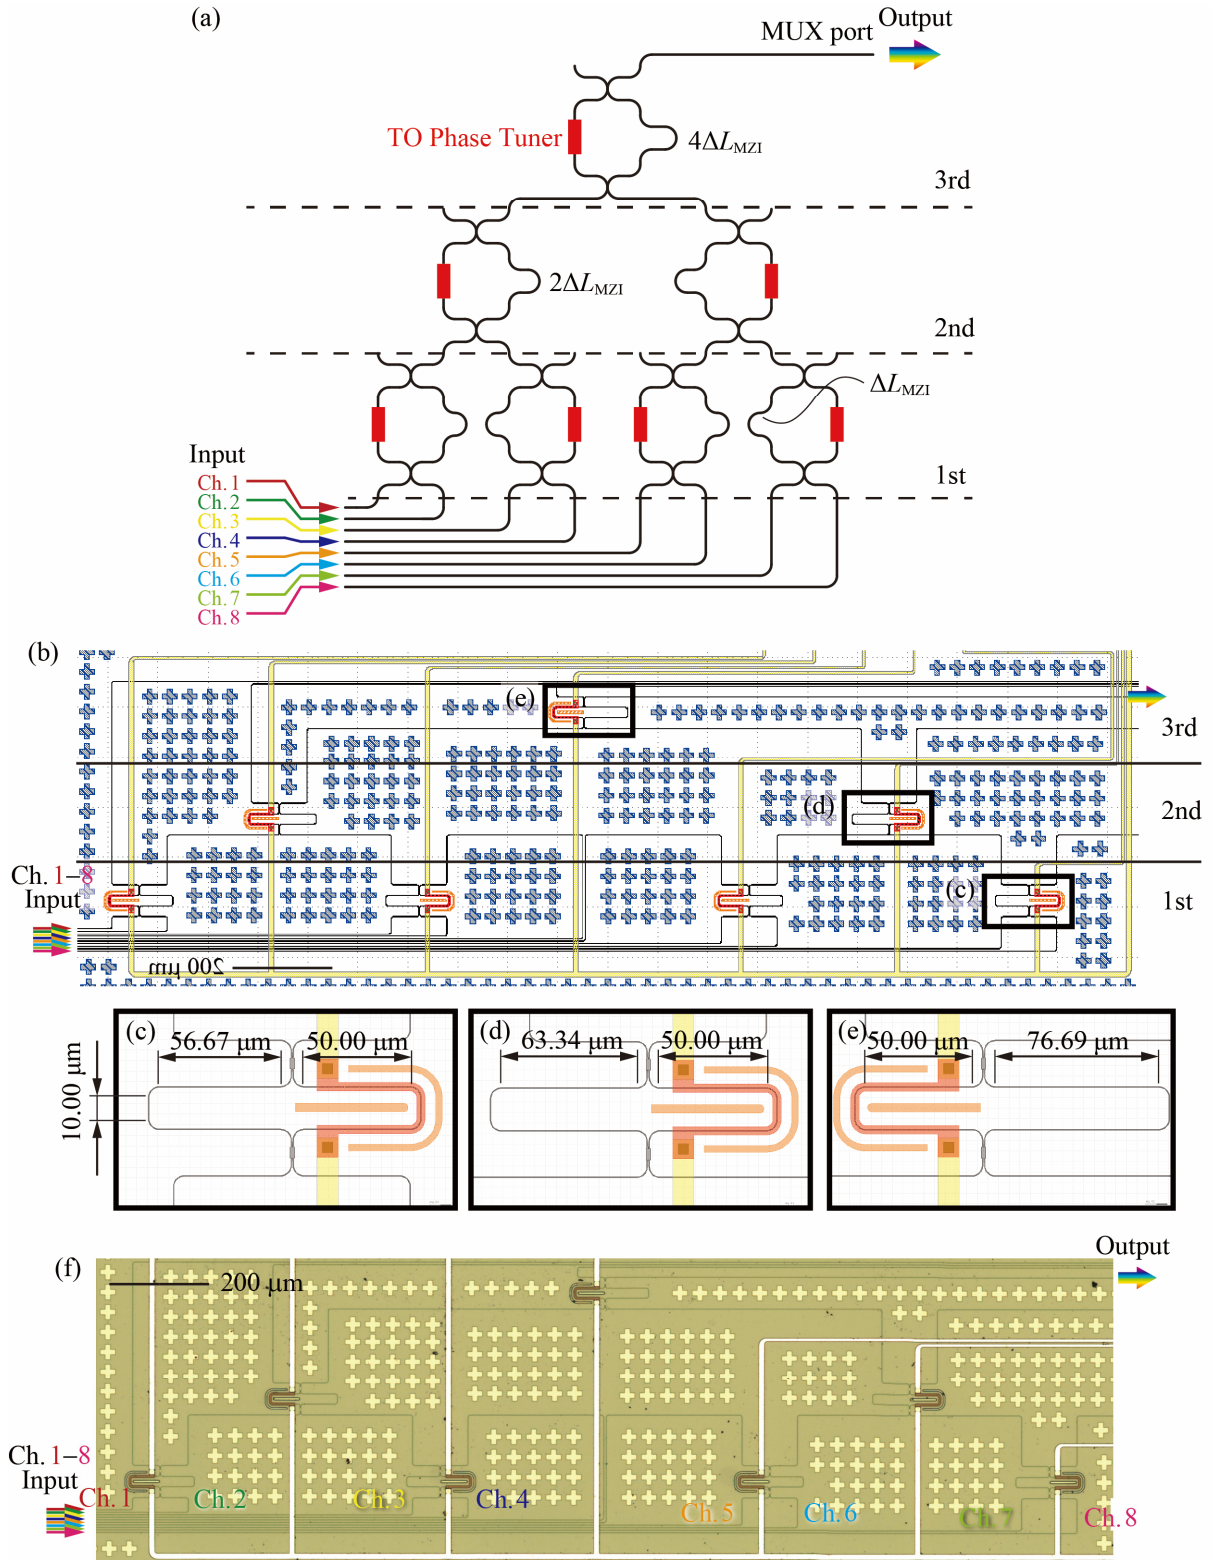 (a)
Output
MUX port
TO Phase Tuner
4ΔL_MZI
3rd
2ΔL_MZI
2nd
ΔL_MZI
Input
1st
Ch. 1
Ch. 2
Ch. 3
Ch. 4
Ch. 5
Ch. 6
Ch. 7
Ch. 8
(b)
(e)
3rd
(d)
2nd
Ch. 1–8
Input
(c)
1st
200 μm
(c)
56.67 μm
50.00 μm
10.00 μm
(d)
63.34 μm
50.00 μm
(e)
50.00 μm
76.69 μm
(f)
Output
200 μm
Ch. 1–8
Input
Ch. 1
Ch. 2
Ch. 3
Ch. 4
Ch. 5
Ch. 6
Ch. 7
Ch. 8